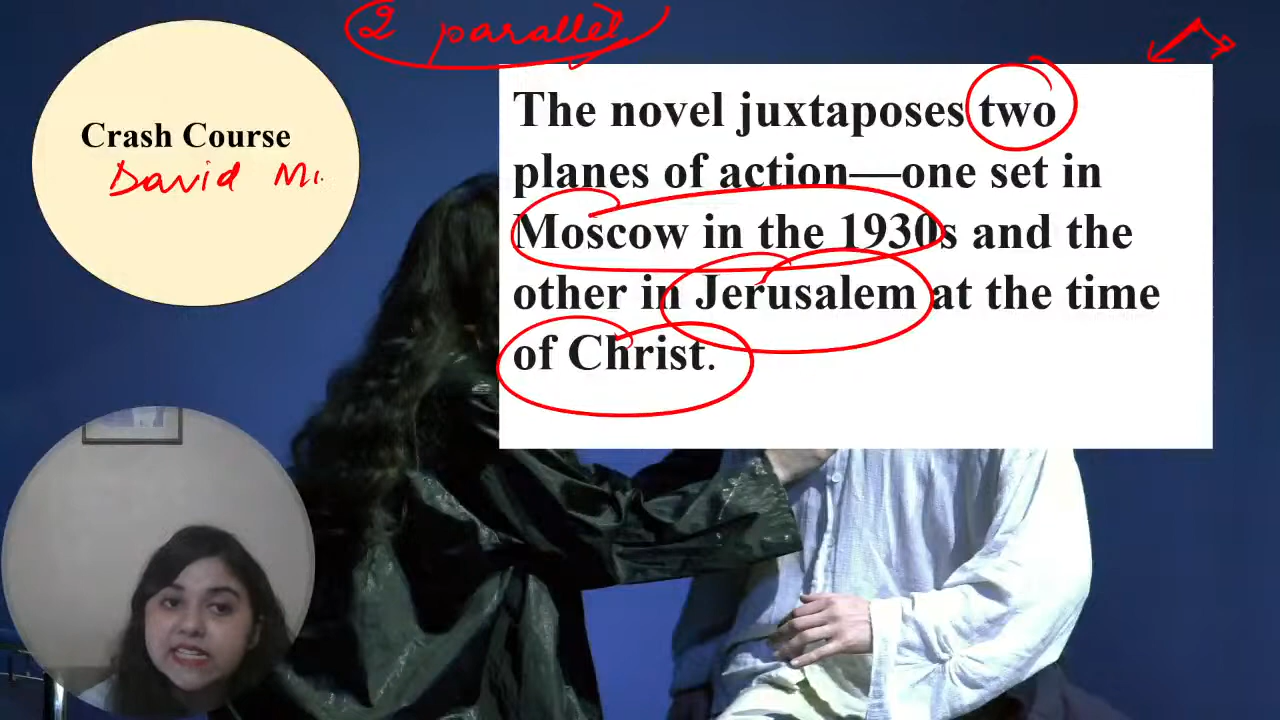 2 parallel
Crash Course
David M.
The novel juxtaposes two
planes of action—one set in
Moscow in the 1930s and the
other in Jerusalem at the time
of Christ.